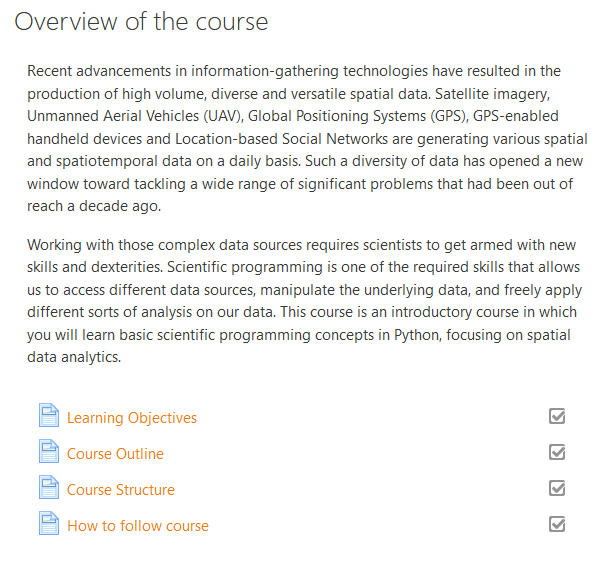 Overview of the course
Recent advancements in information-gathering technologies have resulted in the
production of high volume, diverse and versatile spatial data. Satellite imagery,
Unmanned Aerial Vehicles (UAV), Global Positioning Systems (GPS), GPS-enabled
handheld devices and Location-based Social Networks are generating various spatial
and spatiotemporal data on a daily basis. Such a diversity of data has opened a new
window toward tackling a wide range of significant problems that had been out of
reach a decade ago.
Working with those complex data sources requires scientists to get armed with new
skills and dexterities. Scientific programming is one of the required skills that allows
us to access different data sources, manipulate the underlying data, and freely apply
different sorts of analysis on our data. This course is an introductory course in which
you will learn basic scientific programming concepts in Python, focusing on spatial
data analytics.
Learning Objectives
Course Outline
Course Structure
How to follow course